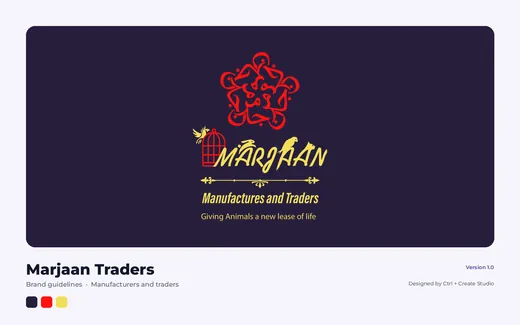 MARJAAN
Manufactures and Traders
Giving Animals a new lease of life
Marjaan Traders
Version 1.0
Brand guidelines · Manufacturers and traders
Designed by Ctrl + Create Studio